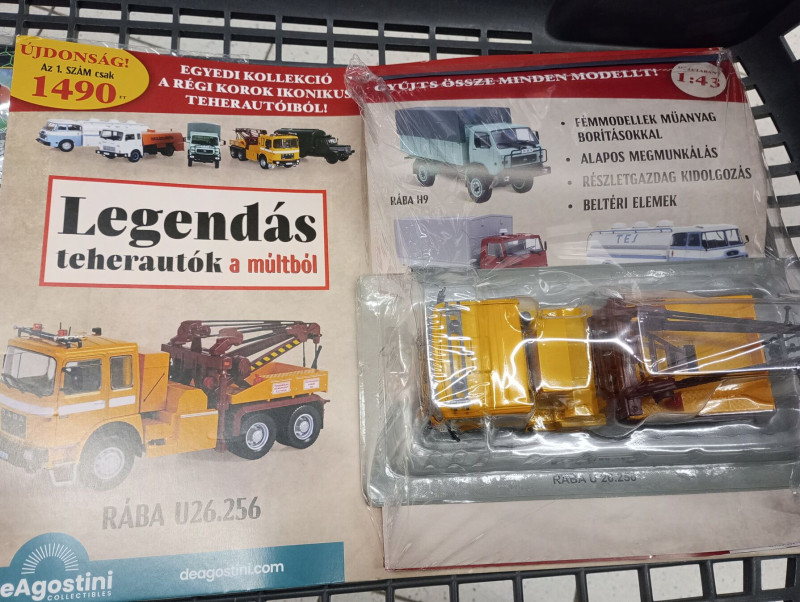 ÚJDONSÁG!
Az 1. SZÁM csak
1490 FT
EGYEDI KOLLEKCIÓ
A RÉGI KOROK IKONIKUS
TEHERAUTÓIBÓL!
Legendás
teherautók a múltból
RÁBA U26.256
deAgostini
COLLECTIBLES
deagostini.com
GYŰJTS ÖSSZE MINDEN MODELLT!
1:43
• FÉMMODELLEK MŰANYAG
BORÍTÁSOKKAL
• ALAPOS MEGMUNKÁLÁS
• RÉSZLETGAZDAG KIDOLGOZÁS
• BELTÉRI ELEMEK
RÁBA H9
TEJ
RÁBA U 26.256